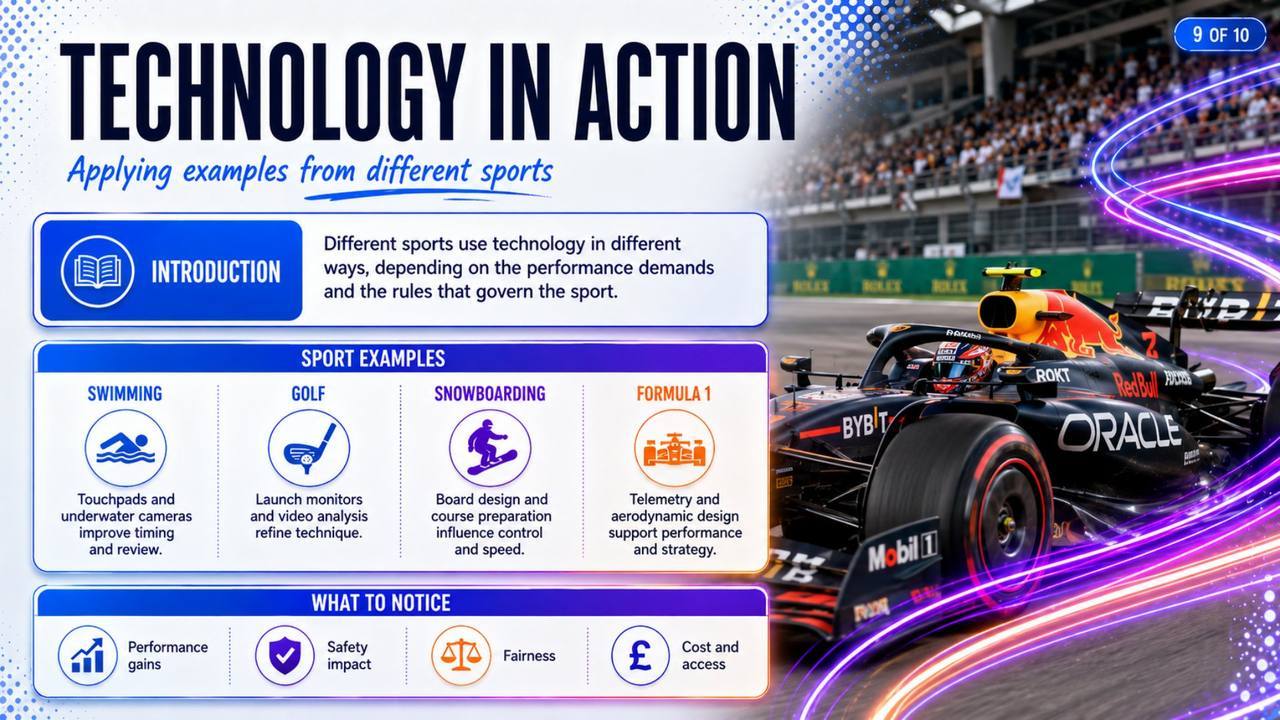 9 OF 10
TECHNOLOGY IN ACTION
Applying examples from different sports
INTRODUCTION
Different sports use technology in different
ways, depending on the performance demands
and the rules that govern the sport.
SPORT EXAMPLES
SWIMMING
Touchpads and
underwater cameras
improve timing
and review.
GOLF
Launch monitors
and video analysis
refine technique.
SNOWBOARDING
Board design and
course preparation
influence control
and speed.
FORMULA 1
Telemetry and
aerodynamic design
support performance
and strategy.
WHAT TO NOTICE
Performance
gains
Safety
impact
Fairness
£
Cost and
access
ROLEX
ROLEX
ROLEX
ROLEX
BYBIT
2
ROKT
Red Bull
BYBIT
ORACLE
Mobil 1